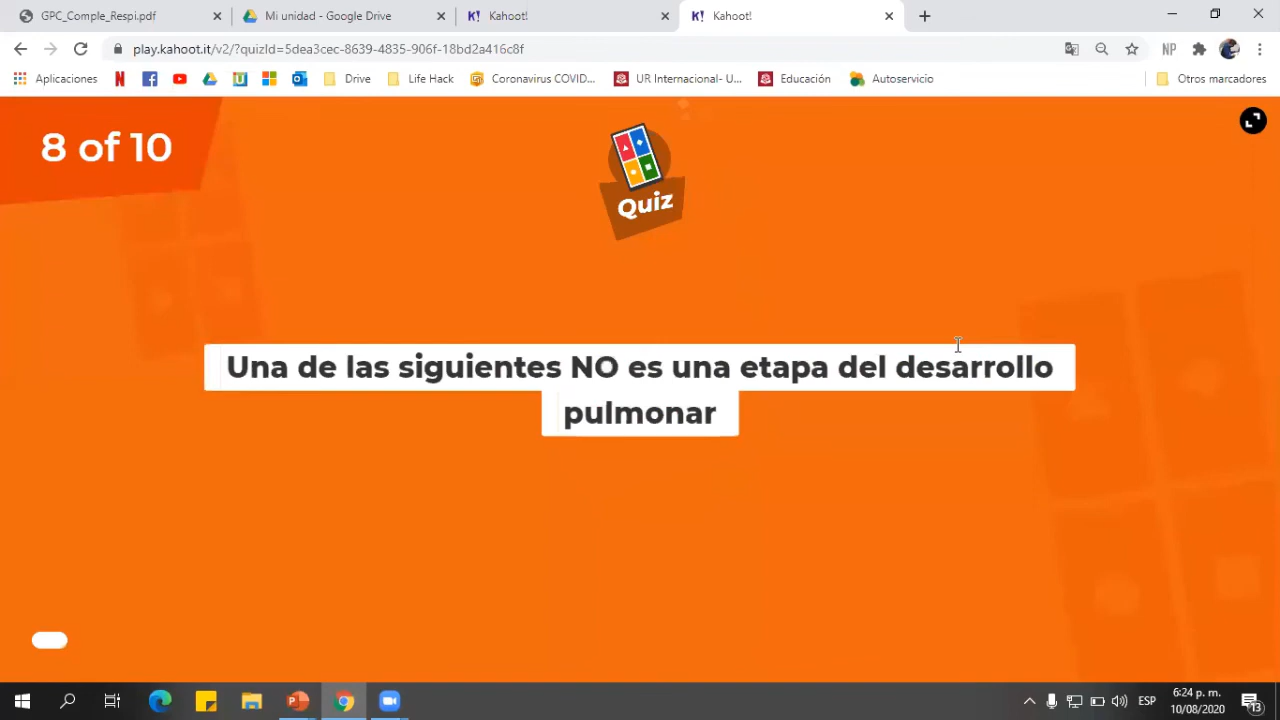 GPC_Comple_Respi.pdf
Mi unidad - Google Drive
Kahoot!
Kahoot!
play.kahoot.it/v2/?quizId=5dea3cec-8639-4835-906f-18bd2a416c8f
NP
Aplicaciones
Drive
Life Hack
Coronavirus COVID...
UR Internacional- U...
Educación
Autoservicio
Otros marcadores
8 of 10
Quiz
Una de las siguientes NO es una etapa del desarrollo
pulmonar
ESP
6:24 p. m.
10/08/2020
13